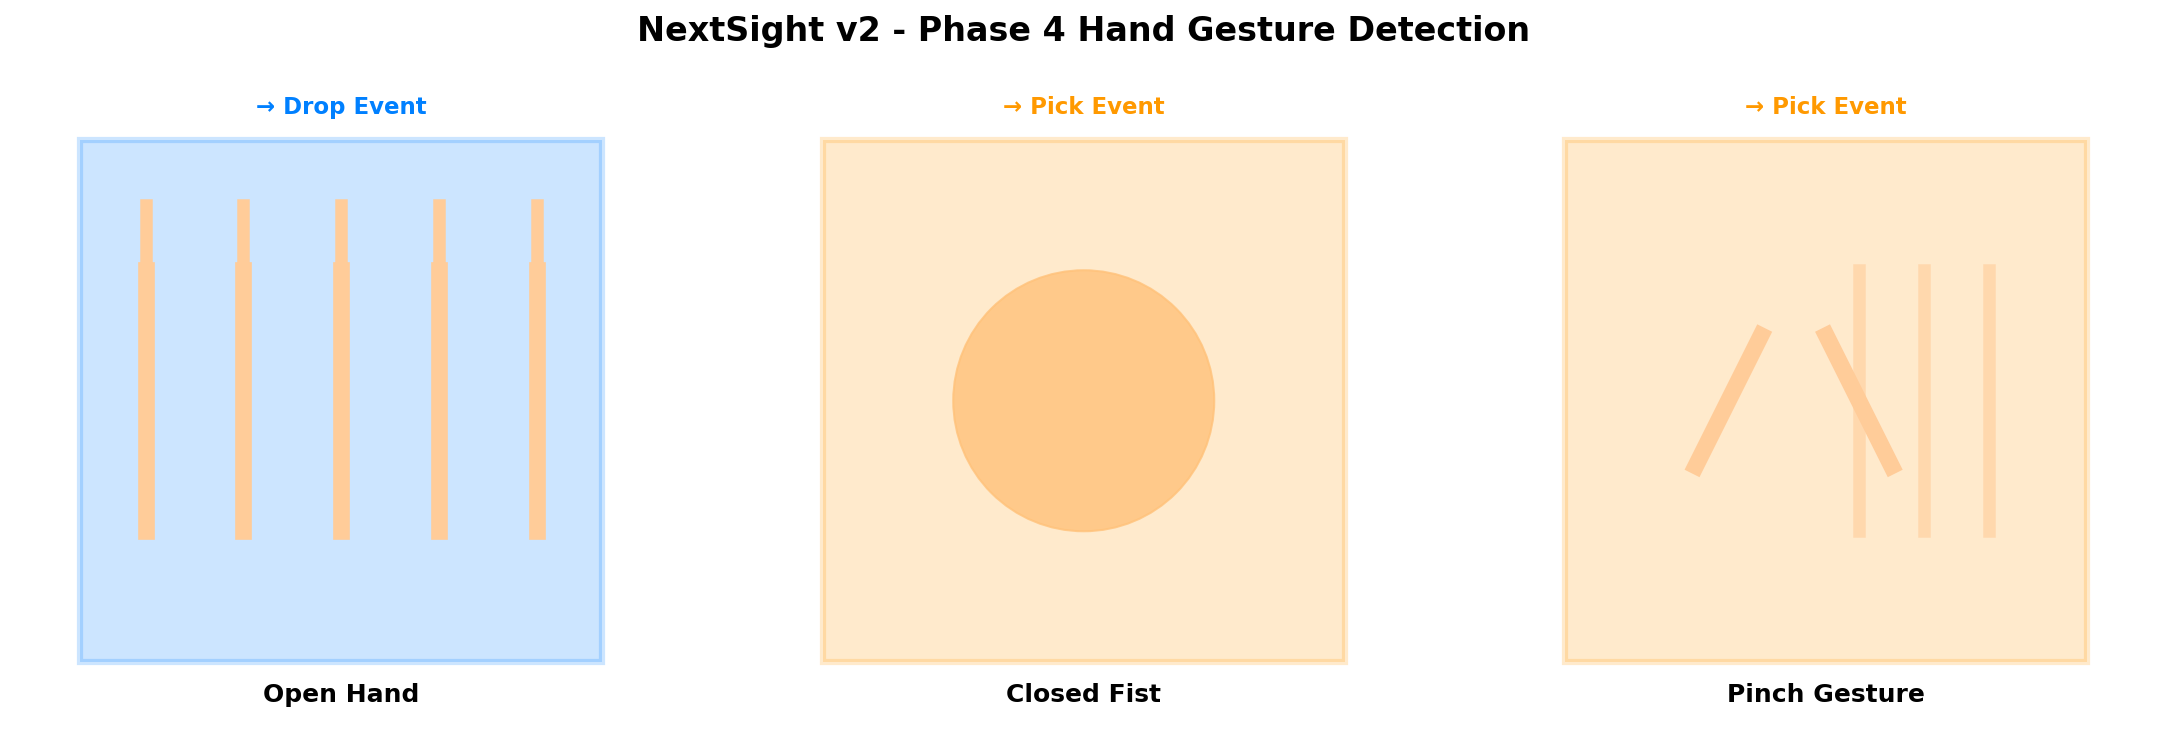 NextSight v2 - Phase 4 Hand Gesture Detection
→ Drop Event
→ Pick Event
→ Pick Event
Open Hand
Closed Fist
Pinch Gesture